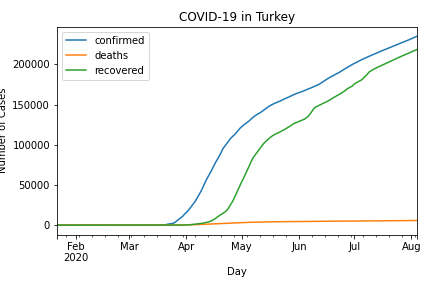 COVID-19 in Turkey
confirmed
deaths
recovered
200000
150000
100000
50000
0
Number of Cases
Feb
2020
Mar
Apr
May
Jun
Jul
Aug
Day